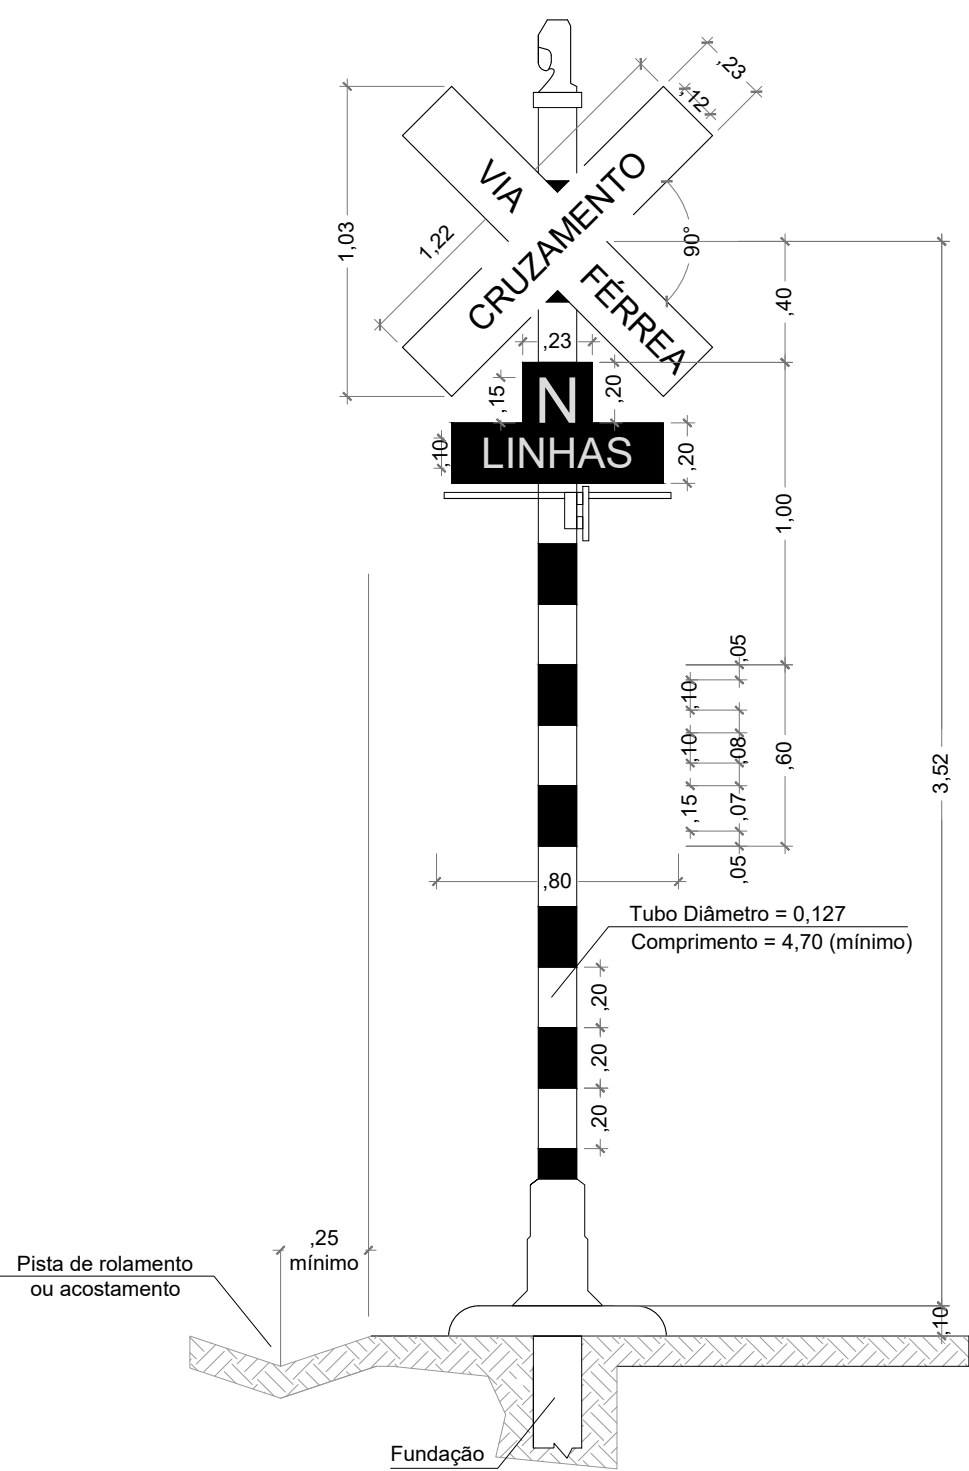 ,23
,12
VIA
CRUZAMENTO
FÉRREA
1,03
1,22
90°
,40
,23
,15
N
,20
,10
LINHAS
,20
1,00
,05
,10
,10
,08
,60
3,52
,15
,07
,05
,80
Tubo Diâmetro = 0,127
Comprimento = 4,70 (mínimo)
,20
,20
,20
,25
mínimo
Pista de rolamento
ou acostamento
,10
Fundação